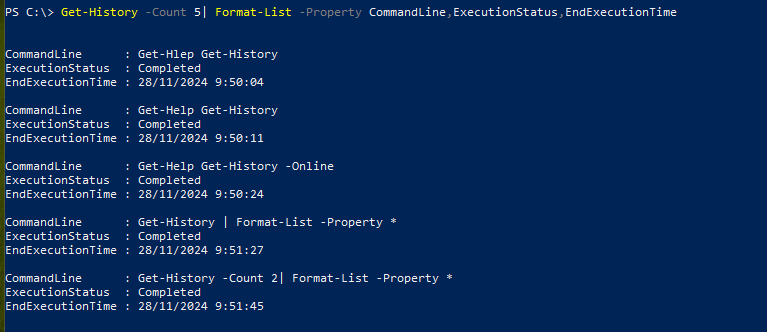 PS C:\> Get-History -Count 5| Format-List -Property CommandLine,ExecutionStatus,EndExecutionTime
CommandLine      : Get-Hlep Get-History
ExecutionStatus  : Completed
EndExecutionTime : 28/11/2024 9:50:04
CommandLine      : Get-Help Get-History
ExecutionStatus  : Completed
EndExecutionTime : 28/11/2024 9:50:11
CommandLine      : Get-Help Get-History -Online
ExecutionStatus  : Completed
EndExecutionTime : 28/11/2024 9:50:24
CommandLine      : Get-History | Format-List -Property *
ExecutionStatus  : Completed
EndExecutionTime : 28/11/2024 9:51:27
CommandLine      : Get-History -Count 2| Format-List -Property *
ExecutionStatus  : Completed
EndExecutionTime : 28/11/2024 9:51:45